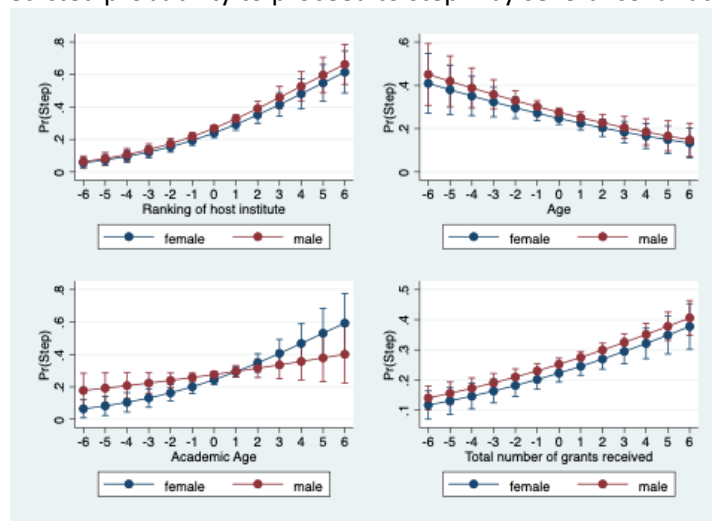 probability to proceed to step
Pr(Step)
0 .2 .4 .6 .8
-6 -5 -4 -3 -2 -1 0 1 2 3 4 5 6
Ranking of host institute
female male
Pr(Step)
0 .2 .4 .6
-6 -5 -4 -3 -2 -1 0 1 2 3 4 5 6
Age
female male
Pr(Step)
0 .2 .4 .6 .8
-6 -5 -4 -3 -2 -1 0 1 2 3 4 5 6
Academic Age
female male
Pr(Step)
.1 .2 .3 .4 .5
-6 -5 -4 -3 -2 -1 0 1 2 3 4 5 6
Total number of grants received
female male